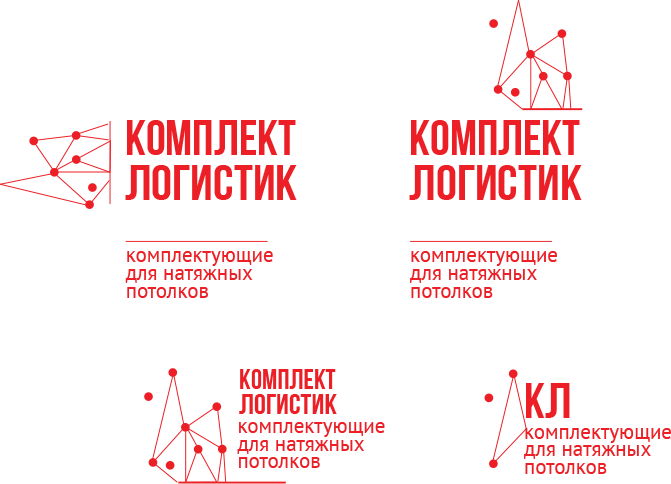 КОМПЛЕКТ
ЛОГИСТИК
комплектующие
для натяжных
потолков
КОМПЛЕКТ
ЛОГИСТИК
комплектующие
для натяжных
потолков
КОМПЛЕКТ
ЛОГИСТИК
комплектующие
для натяжных
потолков
КЛ
комплектующие
для натяжных
потолков